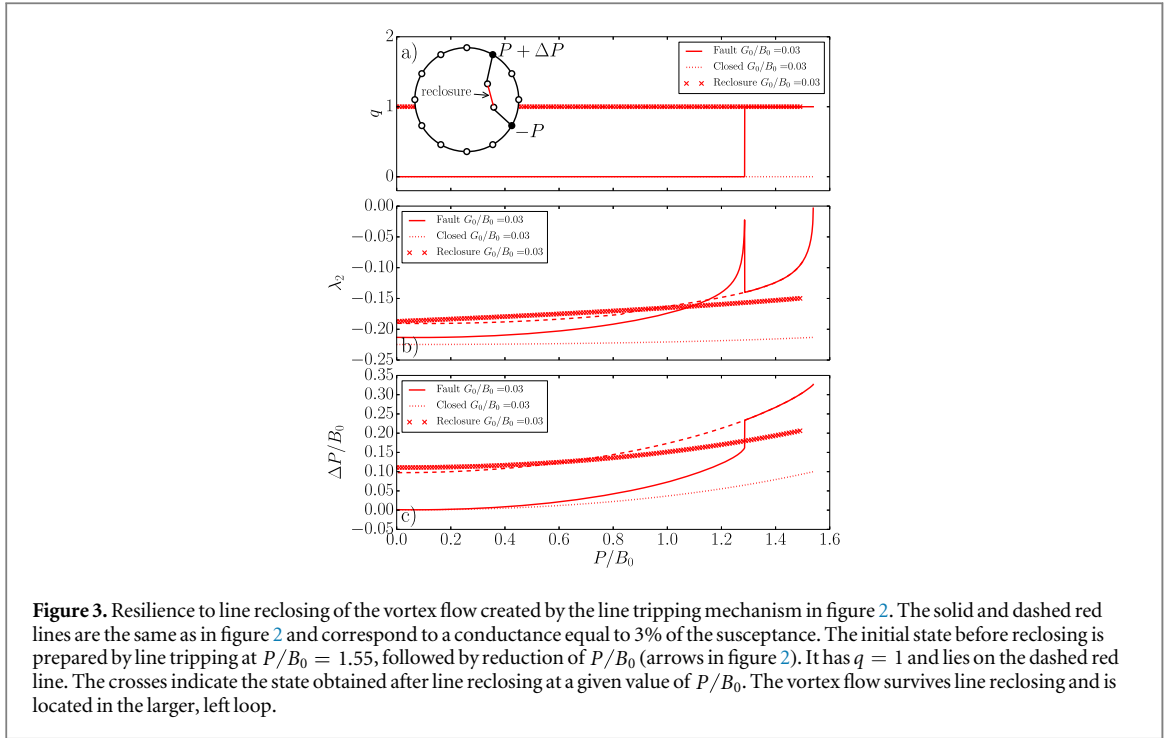 2
1
0
q
a)
P + ΔP
reclosure
−P
Fault G₀/B₀ =0.03
Closed G₀/B₀ =0.03
Reclosure G₀/B₀ =0.03
0.00
−0.05
−0.10
−0.15
−0.20
−0.25
λ₂
b)
Fault G₀/B₀ =0.03
Closed G₀/B₀ =0.03
Reclosure G₀/B₀ =0.03
0.35
0.30
0.25
0.20
0.15
0.10
0.05
0.00
−0.05
ΔP/B₀
c)
Fault G₀/B₀ =0.03
Closed G₀/B₀ =0.03
Reclosure G₀/B₀ =0.03
0.0 0.2 0.4 0.6 0.8 1.0 1.2 1.4 1.6
P/B₀
Figure 3. Resilience to line reclosing of the vortex flow created by the line tripping mechanism in figure 2. The solid and dashed red
lines are the same as in figure 2 and correspond to a conductance equal to 3% of the susceptance. The initial state before reclosing is
prepared by line tripping at P/B₀ = 1.55, followed by reduction of P/B₀ (arrows in figure 2). It has q = 1 and lies on the dashed red
line. The crosses indicate the state obtained after line reclosing at a given value of P/B₀. The vortex flow survives line reclosing and is
located in the larger, left loop.